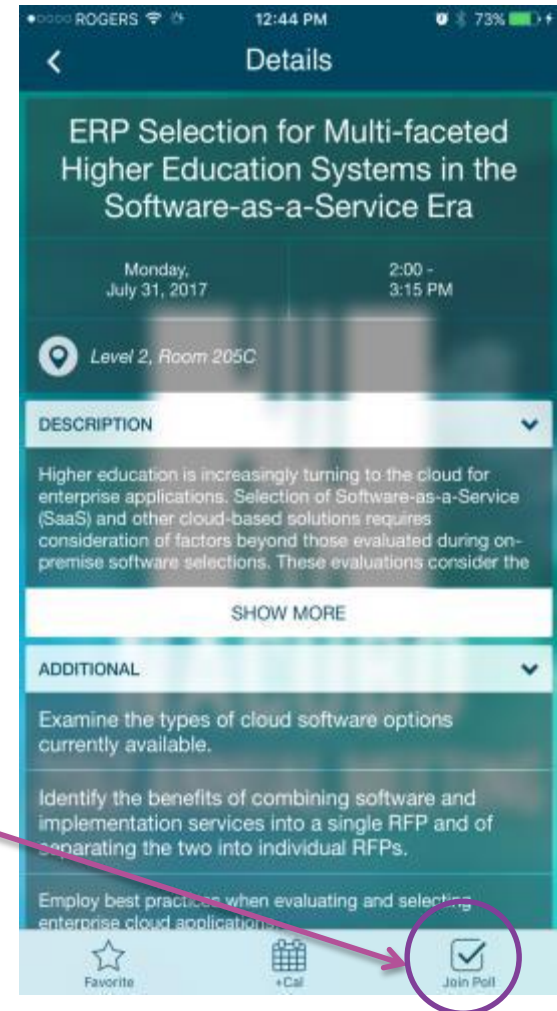 ROGERS 12:44 PM 73%
Details
ERP Selection for Multi-faceted
Higher Education Systems in the
Software-as-a-Service Era
Monday,
July 31, 2017
2:00 -
3:15 PM
Level 2, Room 205C
DESCRIPTION
Higher education is increasingly turning to the cloud for
enterprise applications. Selection of Software-as-a-Service
(SaaS) and other cloud-based solutions requires
consideration of factors beyond those evaluated during on-
premise software selections. These evaluations consider the
SHOW MORE
ADDITIONAL
Examine the types of cloud software options
currently available.
Identify the benefits of combining software and
implementation services into a single RFP and of
separating the two into individual RFPs.
Employ best practices when evaluating and selecting
enterprise cloud applications
Favorite
+Cal
Join Poll